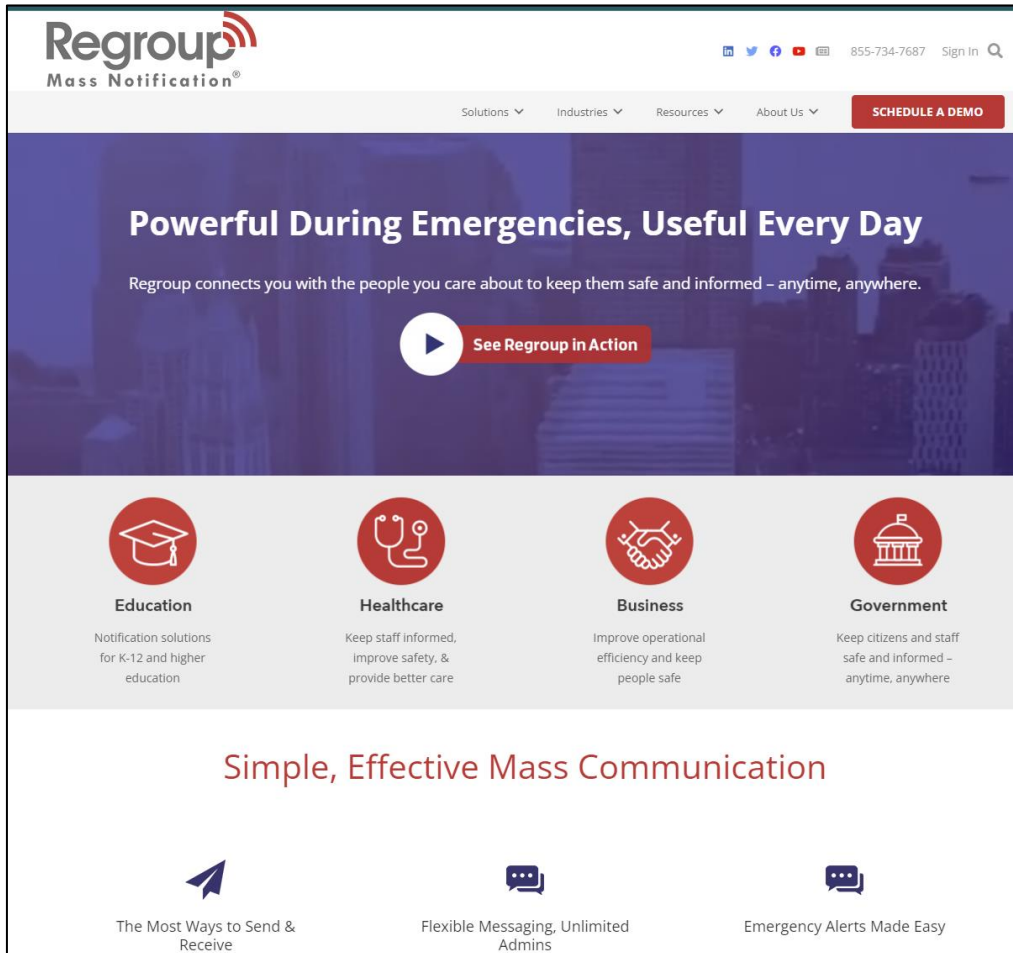 Regroup
Mass Notification®
855-734-7687 Sign In
Solutions Industries Resources About Us SCHEDULE A DEMO
Powerful During Emergencies, Useful Every Day
Regroup connects you with the people you care about to keep them safe and informed – anytime, anywhere.
See Regroup in Action
Education
Notification solutions
for K-12 and higher
education
Healthcare
Keep staff informed,
improve safety, &
provide better care
Business
Improve operational
efficiency and keep
people safe
Government
Keep citizens and staff
safe and informed –
anytime, anywhere
Simple, Effective Mass Communication
The Most Ways to Send &
Receive
Flexible Messaging, Unlimited
Admins
Emergency Alerts Made Easy